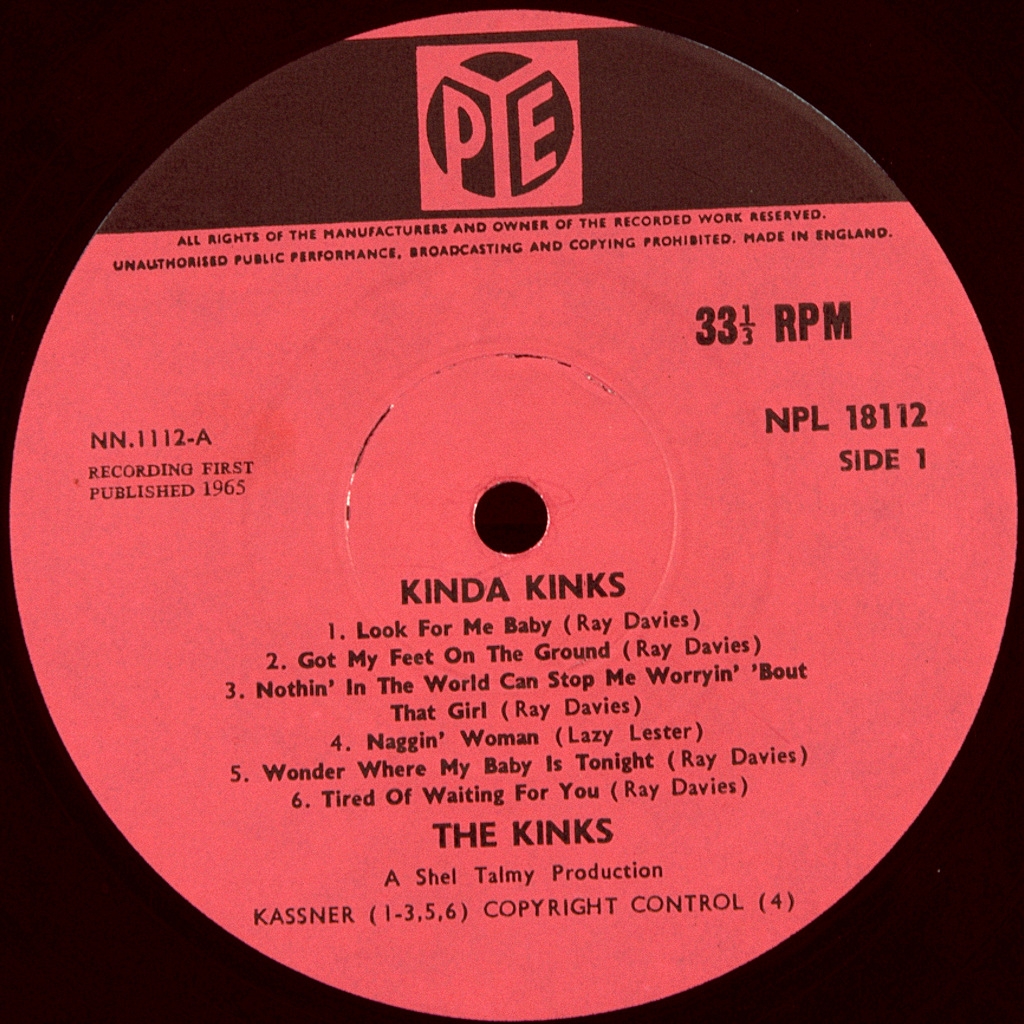 PYE
ALL RIGHTS OF THE MANUFACTURERS AND OWNER OF THE RECORDED WORK RESERVED.
UNAUTHORISED PUBLIC PERFORMANCE, BROADCASTING AND COPYING PROHIBITED. MADE IN ENGLAND.
33⅓ RPM
NPL 18112
SIDE 1
NN.1112-A
RECORDING FIRST
PUBLISHED 1965
KINDA KINKS
1. Look For Me Baby (Ray Davies)
2. Got My Feet On The Ground (Ray Davies)
3. Nothin' In The World Can Stop Me Worryin' 'Bout
That Girl (Ray Davies)
4. Naggin' Woman (Lazy Lester)
5. Wonder Where My Baby Is Tonight (Ray Davies)
6. Tired Of Waiting For You (Ray Davies)
THE KINKS
A Shel Talmy Production
KASSNER (1-3,5,6) COPYRIGHT CONTROL (4)